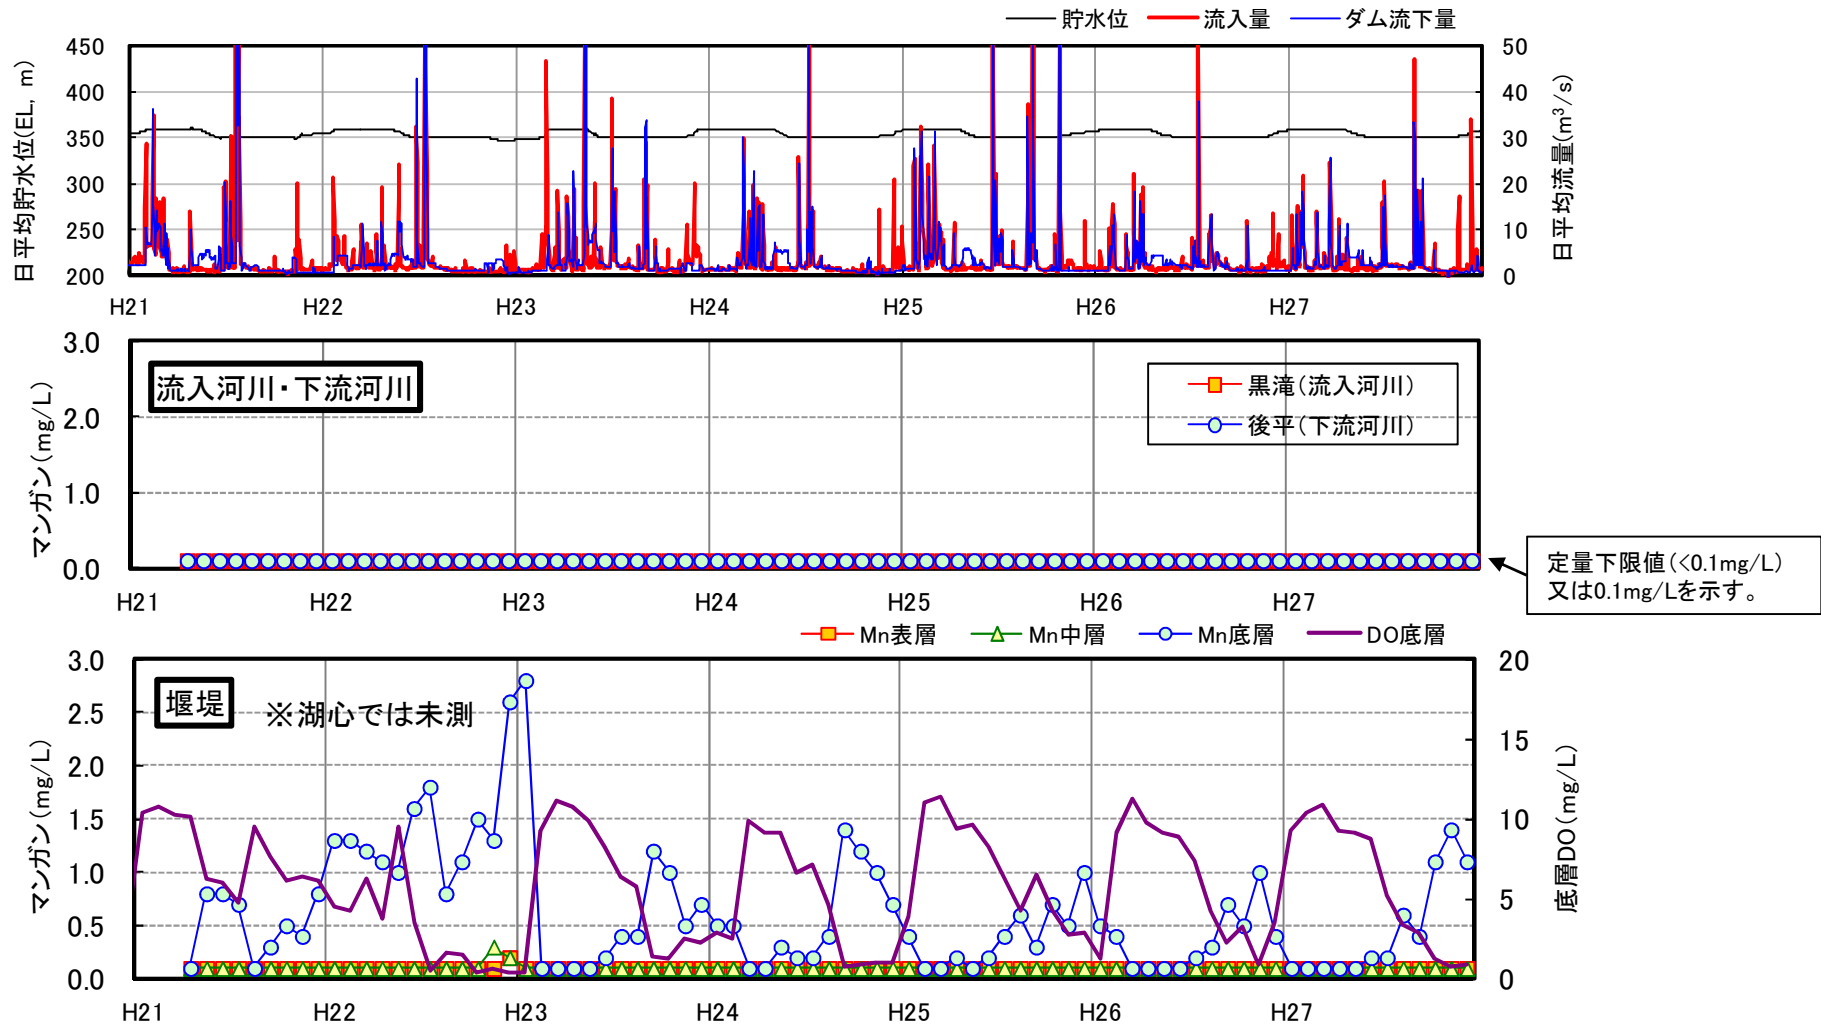 貯水位 流入量 ダム流下量
日平均貯水位(EL, m)
450
400
350
300
250
200
50
40
30
20
10
0
日平均流量(m³/s)
H21 H22 H23 H24 H25 H26 H27
マンガン(mg/L)
3.0
2.0
1.0
0.0
流入河川・下流河川
黒滝(流入河川)
後平(下流河川)
定量下限値(<0.1mg/L)
又は0.1mg/Lを示す。
H21 H22 H23 H24 H25 H26 H27
Mn表層 Mn中層 Mn底層 DO底層
マンガン(mg/L)
3.0
2.5
2.0
1.5
1.0
0.5
0.0
堰堤 ※湖心では未測
20
15
10
5
0
底層DO(mg/L)
H21 H22 H23 H24 H25 H26 H27